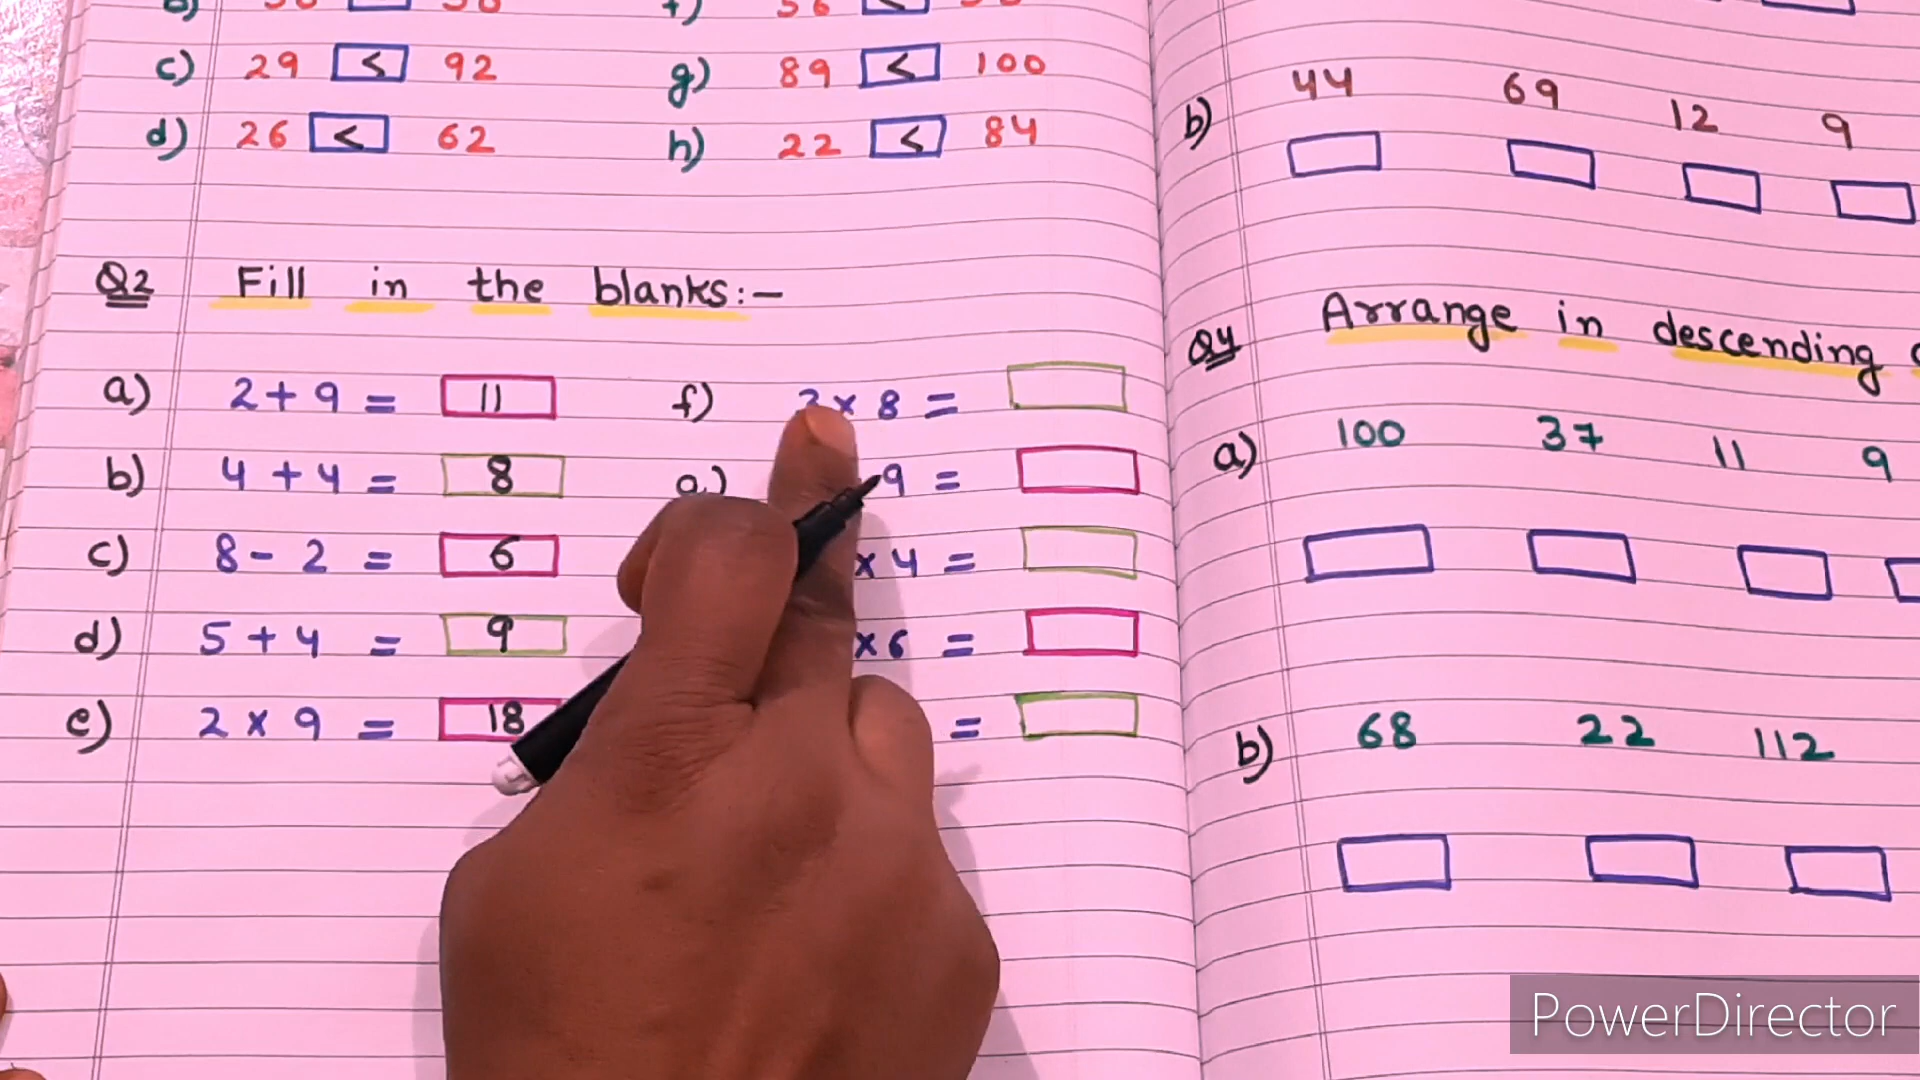 c) 29 < 92 g) 89 < 100
d) 26 < 62 h) 22 < 84
Q2 Fill in the blanks:-
a) 2 + 9 = 11 f) 2 × 8 =
b) 4 + 4 = 8 9 =
c) 8 - 2 = 6 × 4 =
d) 5 + 4 = 9 × 6 =
e) 2 × 9 = 18 =
b) 44 69 12 9
Q4 Arrange in descending
a) 100 37 11 9
b) 68 22 112
PowerDirector